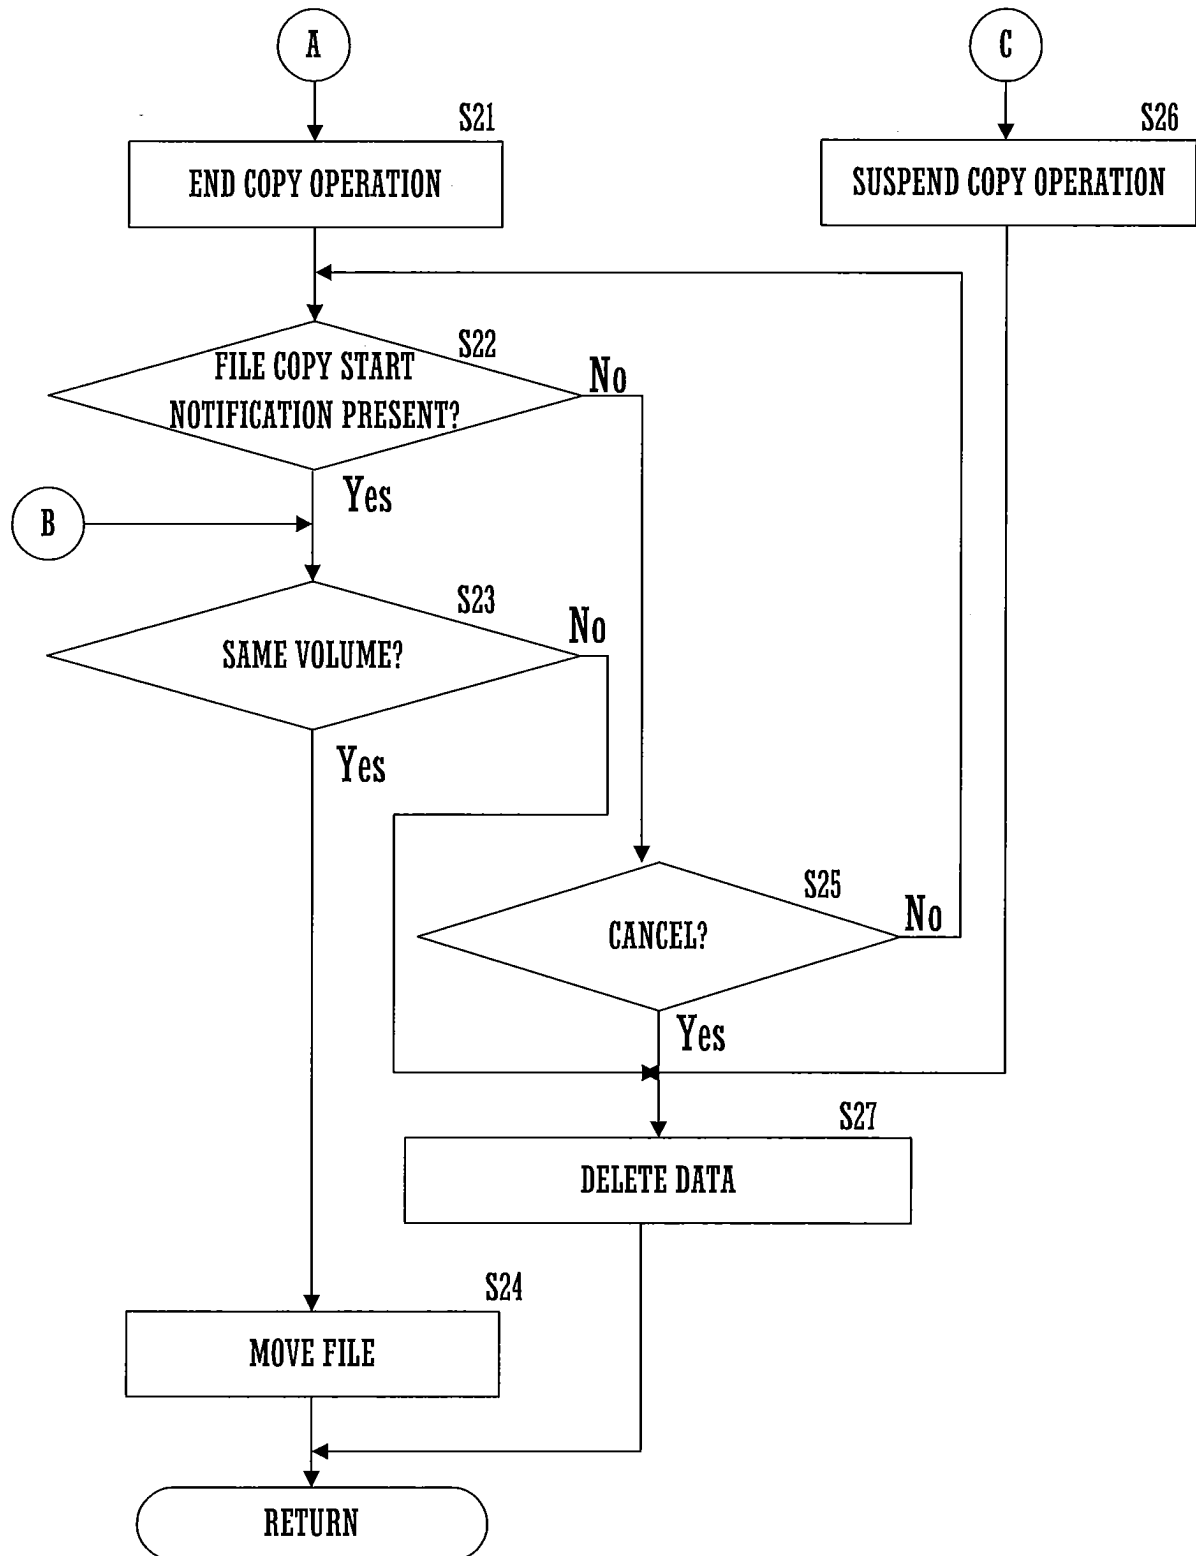 A
C
S21
S26
END COPY OPERATION
SUSPEND COPY OPERATION
S22
FILE COPY START
NOTIFICATION PRESENT?
No
Yes
B
S23
No
SAME VOLUME?
Yes
S25
No
CANCEL?
Yes
S27
DELETE DATA
S24
MOVE FILE
RETURN